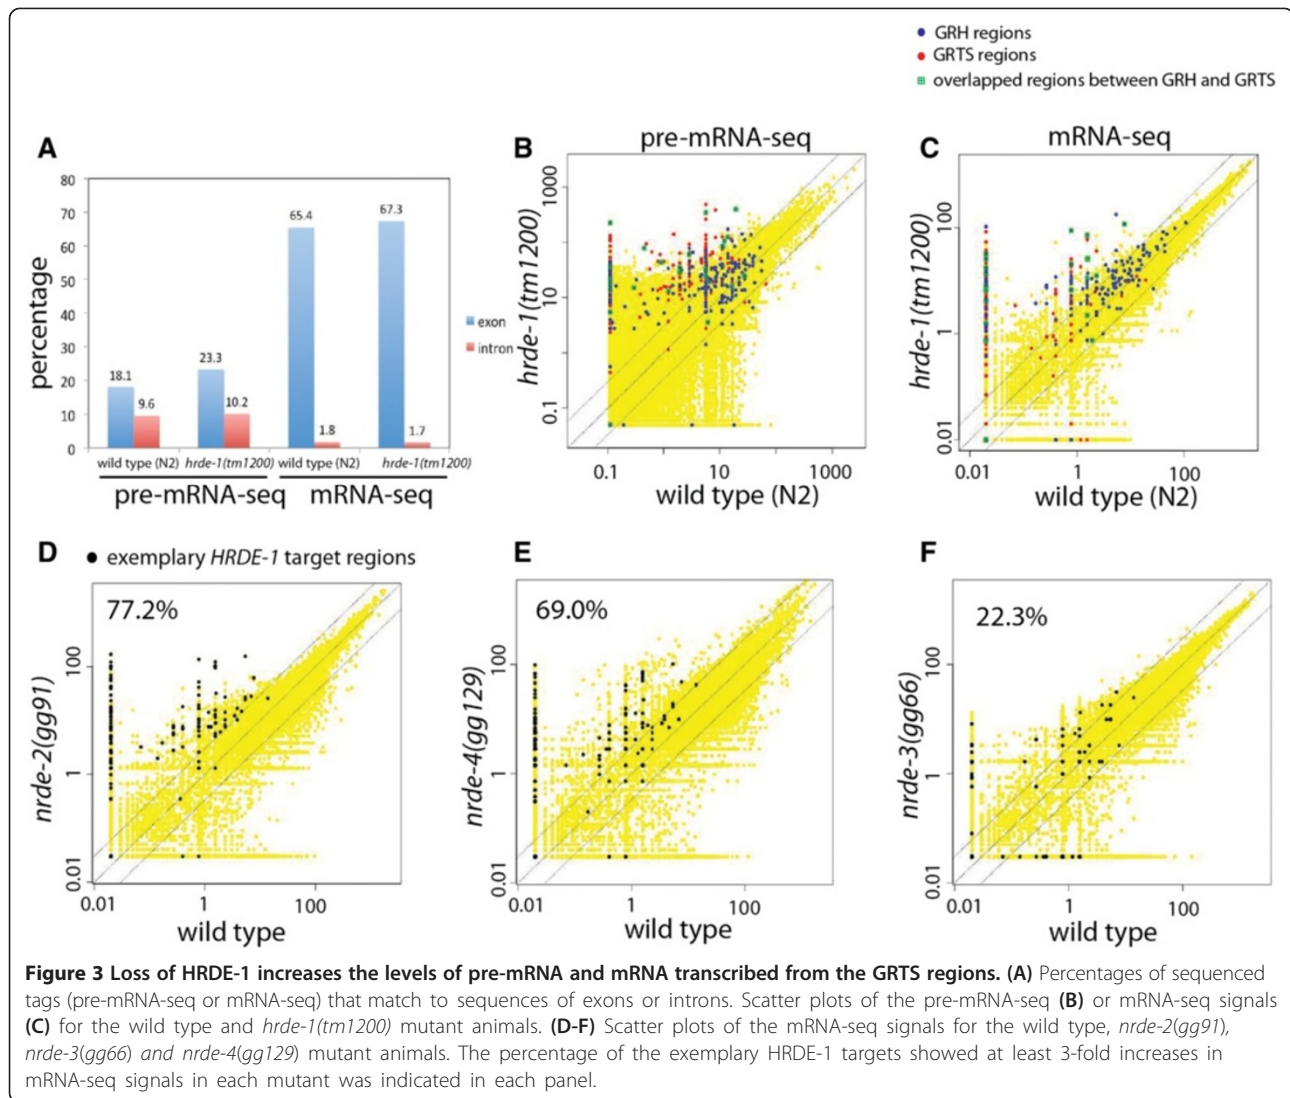 GRH regions
GRTS regions
overlapped regions between GRH and GRTS
A
80
70
60
50
40
30
20
10
0
percentage
18.1
9.6
23.3
10.2
65.4
1.8
67.3
1.7
exon
intron
wild type (N2) hrde-1(tm1200) wild type (N2) hrde-1(tm1200)
pre-mRNA-seq mRNA-seq
B
pre-mRNA-seq
hrde-1(tm1200)
1000
10
0.1
0.1 10 1000
wild type (N2)
C
mRNA-seq
hrde-1(tm1200)
100
1
0.01
0.01 1 100
wild type (N2)
D
exemplary HRDE-1 target regions
77.2%
nrde-2(gg91)
100
1
0.01
0.01 1 100
wild type
E
69.0%
nrde-4(gg129)
100
1
0.01
0.01 1 100
wild type
F
22.3%
nrde-3(gg66)
100
1
0.01
0.01 1 100
wild type
Figure 3 Loss of HRDE-1 increases the levels of pre-mRNA and mRNA transcribed from the GRTS regions. (A) Percentages of sequenced
tags (pre-mRNA-seq or mRNA-seq) that match to sequences of exons or introns. Scatter plots of the pre-mRNA-seq (B) or mRNA-seq signals
(C) for the wild type and hrde-1(tm1200) mutant animals. (D-F) Scatter plots of the mRNA-seq signals for the wild type, nrde-2(gg91),
nrde-3(gg66) and nrde-4(gg129) mutant animals. The percentage of the exemplary HRDE-1 targets showed at least 3-fold increases in
mRNA-seq signals in each mutant was indicated in each panel.